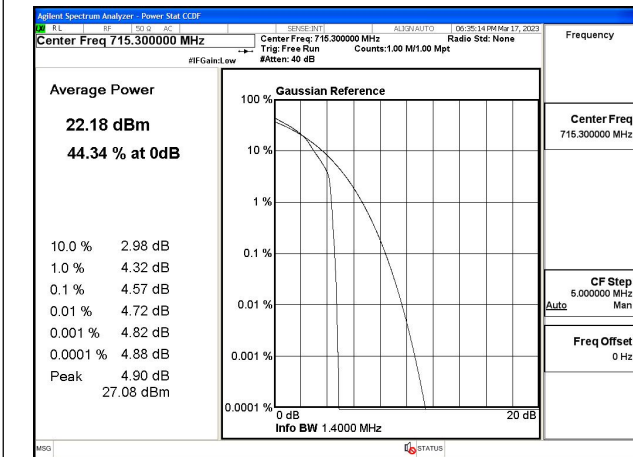 Agilent Spectrum Analyzer - Power Stat CCDF
LXI RL RF 50 Ω AC SENSE:INT ALIGN AUTO 06:35:14 PM Mar 17, 2023
Center Freq 715.300000 MHz
Center Freq: 715.300000 MHz Radio Std: None
Trig: Free Run Counts:1.00 M/1.00 Mpt
#IFGain:Low #Atten: 40 dB
Frequency
Average Power
22.18 dBm
44.34 % at 0dB
10.0 % 2.98 dB
1.0 % 4.32 dB
0.1 % 4.57 dB
0.01 % 4.72 dB
0.001 % 4.82 dB
0.0001 % 4.88 dB
Peak 4.90 dB
27.08 dBm
Gaussian Reference
100 %
10 %
1 %
0.1 %
0.01 %
0.001 %
0.0001 %
0 dB 20 dB
Info BW 1.4000 MHz
Center Freq
715.300000 MHz
CF Step
5.000000 MHz
Auto Man
Freq Offset
0 Hz
MSG STATUS